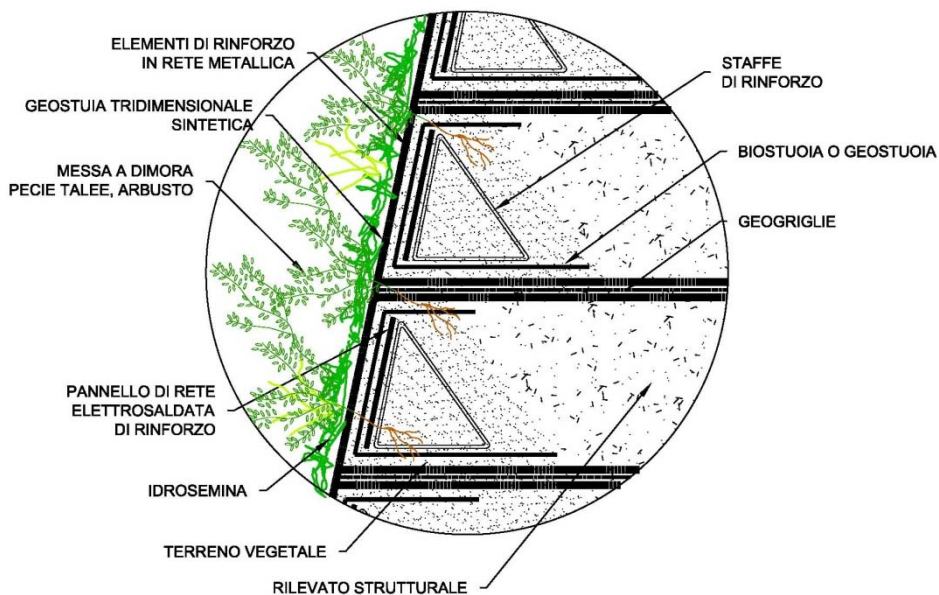 ELEMENTI DI RINFORZO
IN RETE METALLICA
GEOSTUIA TRIDIMENSIONALE
SINTETICA
MESSA A DIMORA
PECIE TALEE, ARBUSTO
PANNELLO DI RETE
ELETTROSALDATA
DI RINFORZO
IDROSEMINA
TERRENO VEGETALE
RILEVATO STRUTTURALE
STAFFE
DI RINFORZO
BIOSTUOIA O GEOSTUOIA
GEOGRIGLIE